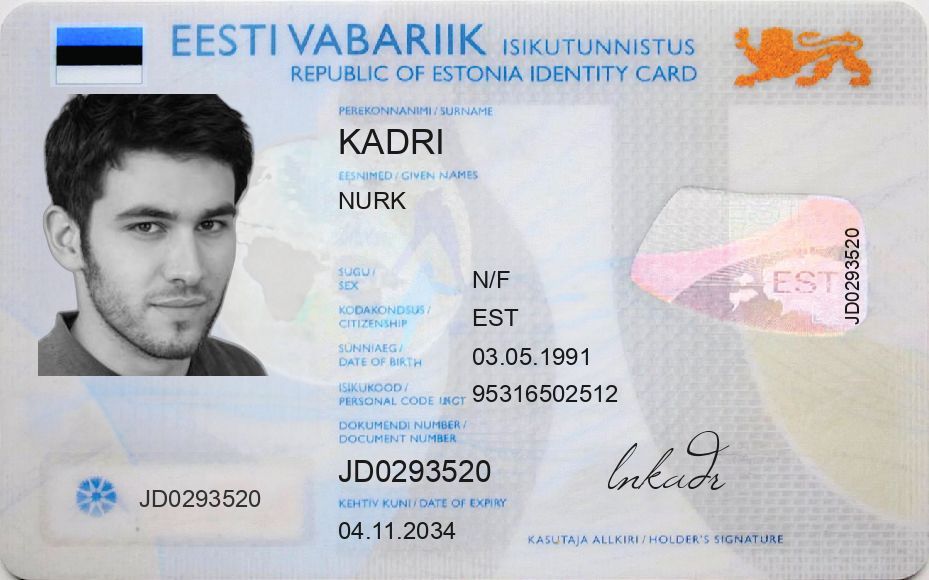 EESTI VABARIIK ISIKUTUNNISTUS
REPUBLIC OF ESTONIA IDENTITY CARD
PEREKONNANIMI / SURNAME
KADRI
EESNIMED / GIVEN NAMES
NURK
SUGU /
SEX
N/F
KODAKONDSUS /
CITIZENSHIP
EST
SÜNNIAEG /
DATE OF BIRTH
03.05.1991
ISIKUKOOD /
PERSONAL CODE
95316502512
DOKUMENDI NUMBER /
DOCUMENT NUMBER
JD0293520
KEHTIV KUNI / DATE OF EXPIRY
04.11.2034
JD0293520
EST
JD0293520
KASUTAJA ALLKIRI / HOLDER'S SIGNATURE